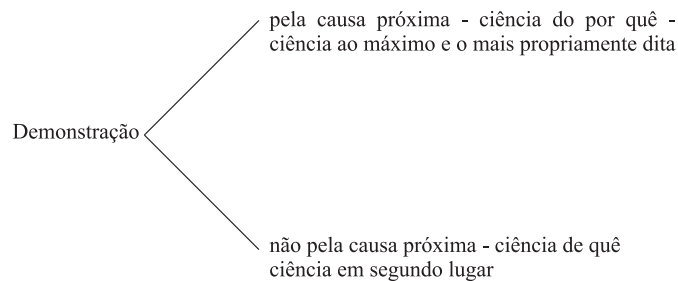 pela causa próxima - ciência do por quê -
ciência ao máximo e o mais propriamente dita
Demonstração
não pela causa próxima - ciência de quê
ciência em segundo lugar